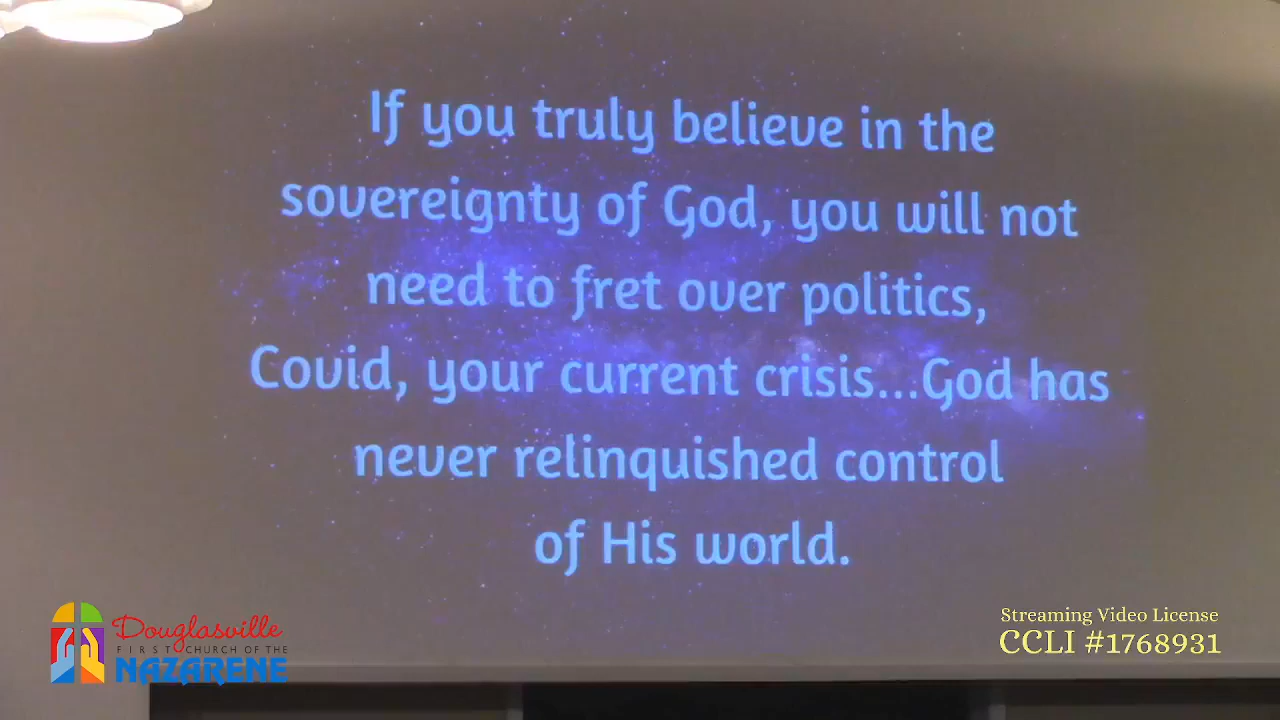 If you truly believe in the
sovereignty of God, you will not
need to fret over politics,
Covid, your current crisis...God has
never relinquished control
of His world.
Douglasville
FIRST CHURCH OF THE
NAZARENE
Streaming Video License
CCLI #1768931